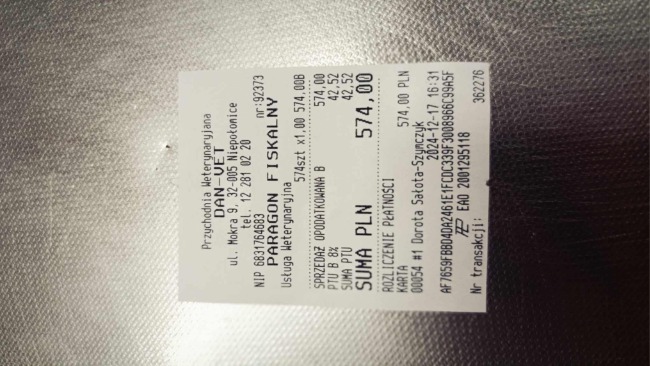 Przychodnia Weterynaryjana
DAN-VET
ul. Mokra 9, 32-005 Niepołomice
tel. 12 281 02 20
NIP 6831764683 nr:92373
PARAGON FISKALNY
Usługa Weterynaryjna
574szt x1,00 574,00B
SPRZEDAŻ OPODATKOWANA B 574,00
PTU B 8% 42,52
SUMA PTU 42,52
SUMA PLN 574,00
ROZLICZENIE PŁATNOŚCI
KARTA 574,00 PLN
00054 #1 Dorota Sałota-Szymczyk
2024-12-17 16:31
EAO 2001295118
Nr transakcji: 362276